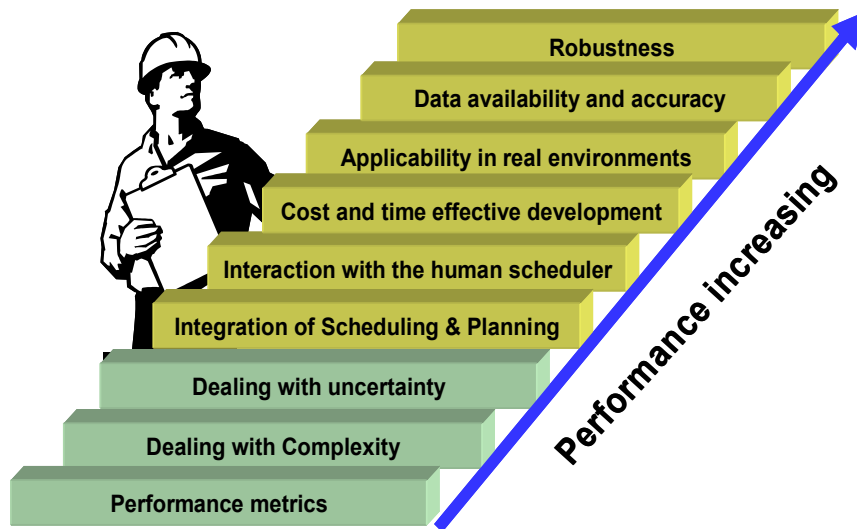 Robustness
Data availability and accuracy
Applicability in real environments
Cost and time effective development
Interaction with the human scheduler
Integration of Scheduling & Planning
Dealing with uncertainty
Dealing with Complexity
Performance metrics
Performance increasing